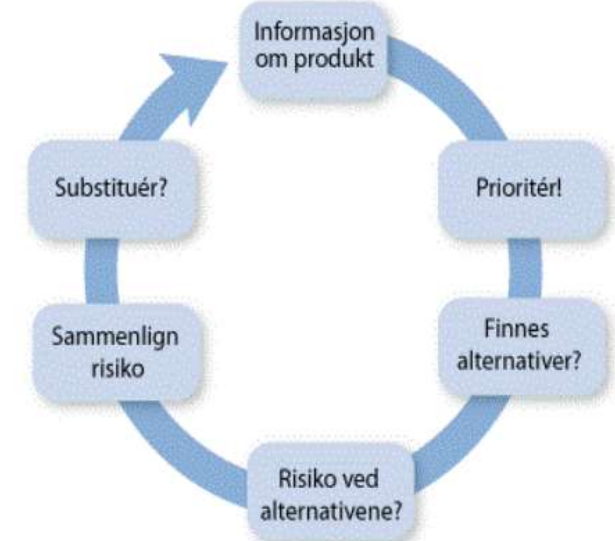 Informasjon
om produkt
Prioritér!
Finnes
alternativer?
Risiko ved
alternativene?
Sammenlign
risiko
Substituér?